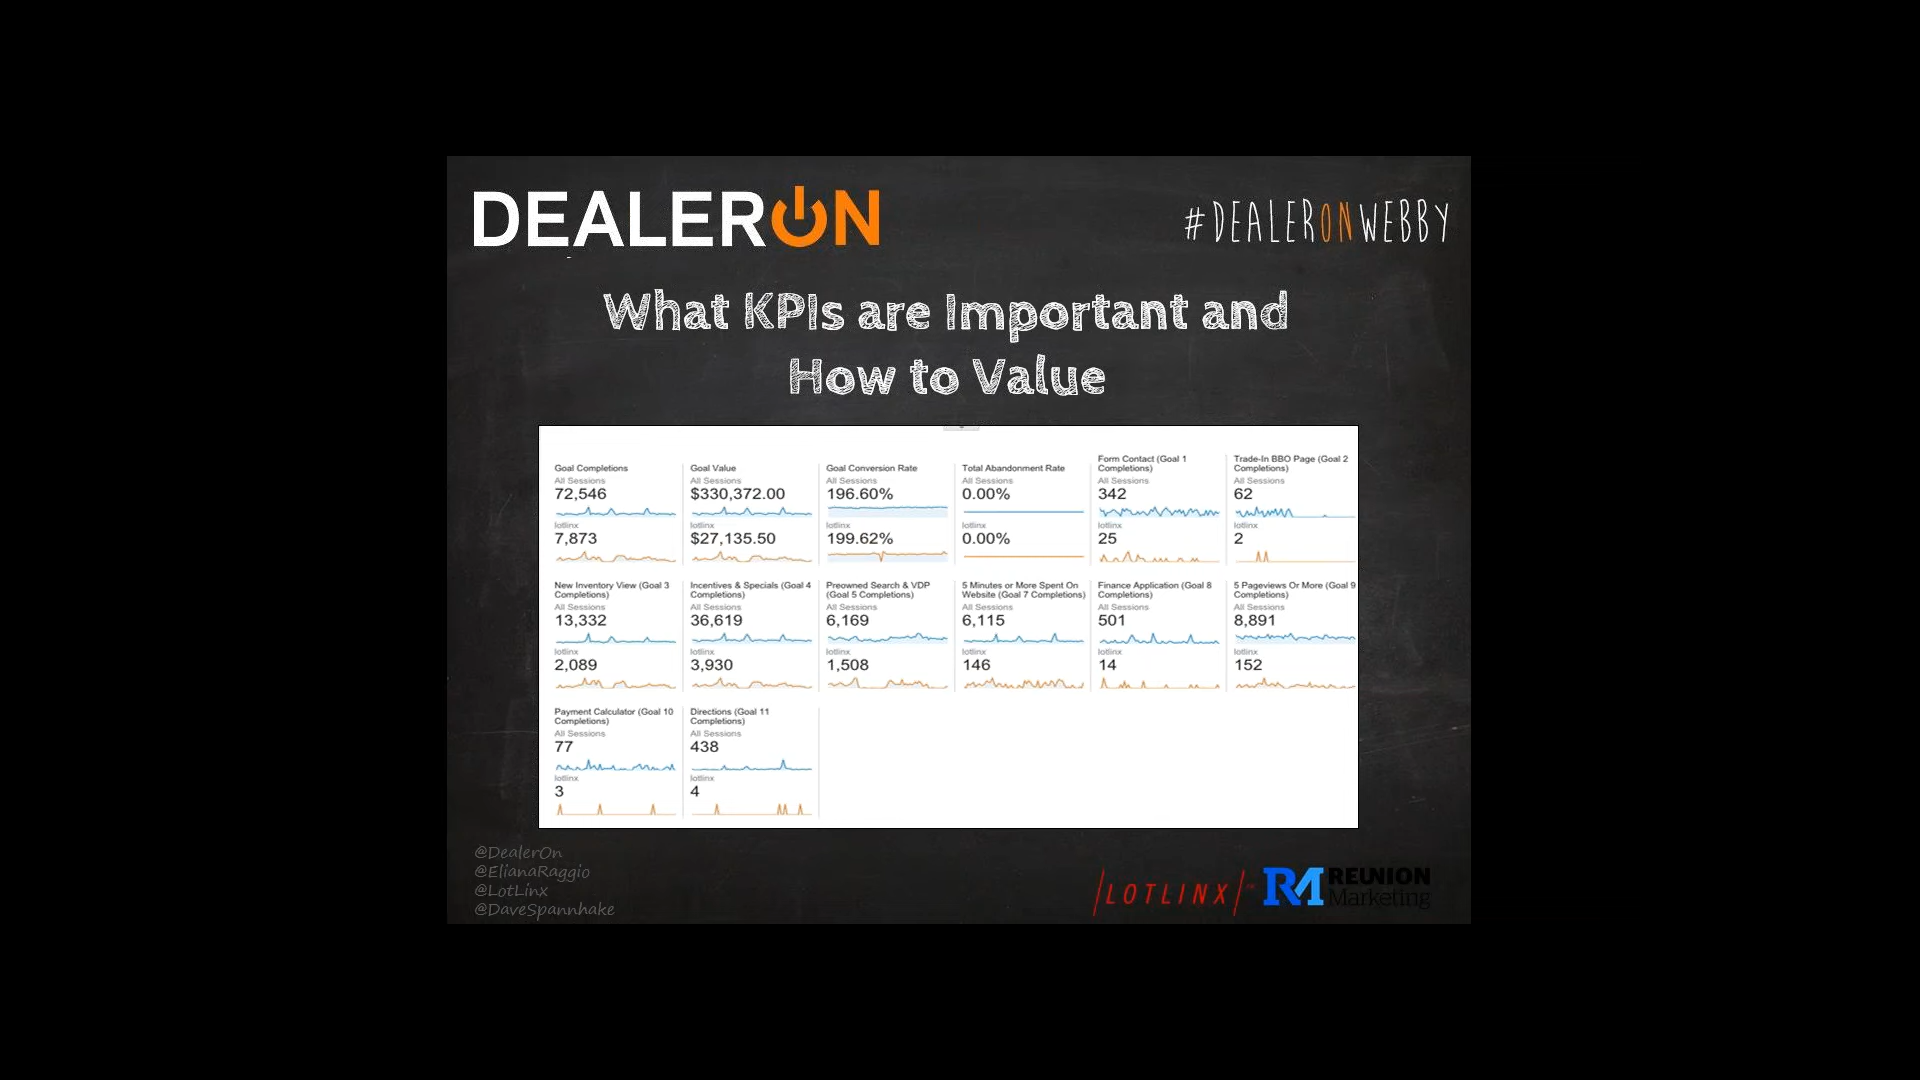 DEALERON
#DEALERONWEBBY
What KPIs are Important and
How to Value
Goal Completions
All Sessions
72,546
lotlinx
7,873
Goal Value
All Sessions
$330,372.00
lotlinx
$27,135.50
Goal Conversion Rate
All Sessions
196.60%
lotlinx
199.62%
Total Abandonment Rate
All Sessions
0.00%
lotlinx
0.00%
Form Contact (Goal 1
Completions)
All Sessions
342
lotlinx
25
Trade-In BBO Page (Goal 2
Completions)
All Sessions
62
lotlinx
2
New Inventory View (Goal 3
Completions)
All Sessions
13,332
lotlinx
2,089
Incentives & Specials (Goal 4
Completions)
All Sessions
36,619
lotlinx
3,930
Preowned Search & VDP
(Goal 5 Completions)
All Sessions
6,169
lotlinx
1,508
5 Minutes or More Spent On
Website (Goal 7 Completions)
All Sessions
6,115
lotlinx
146
Finance Application (Goal 8
Completions)
All Sessions
501
lotlinx
14
5 Pageviews Or More (Goal 9
Completions)
All Sessions
8,891
lotlinx
152
Payment Calculator (Goal 10
Completions)
All Sessions
77
lotlinx
3
Directions (Goal 11
Completions)
All Sessions
438
lotlinx
4
@DealerOn
@ElianaRaggio
@LotLinx
@DaveSpannhake
LOTLINX
RM REUNION
Marketing